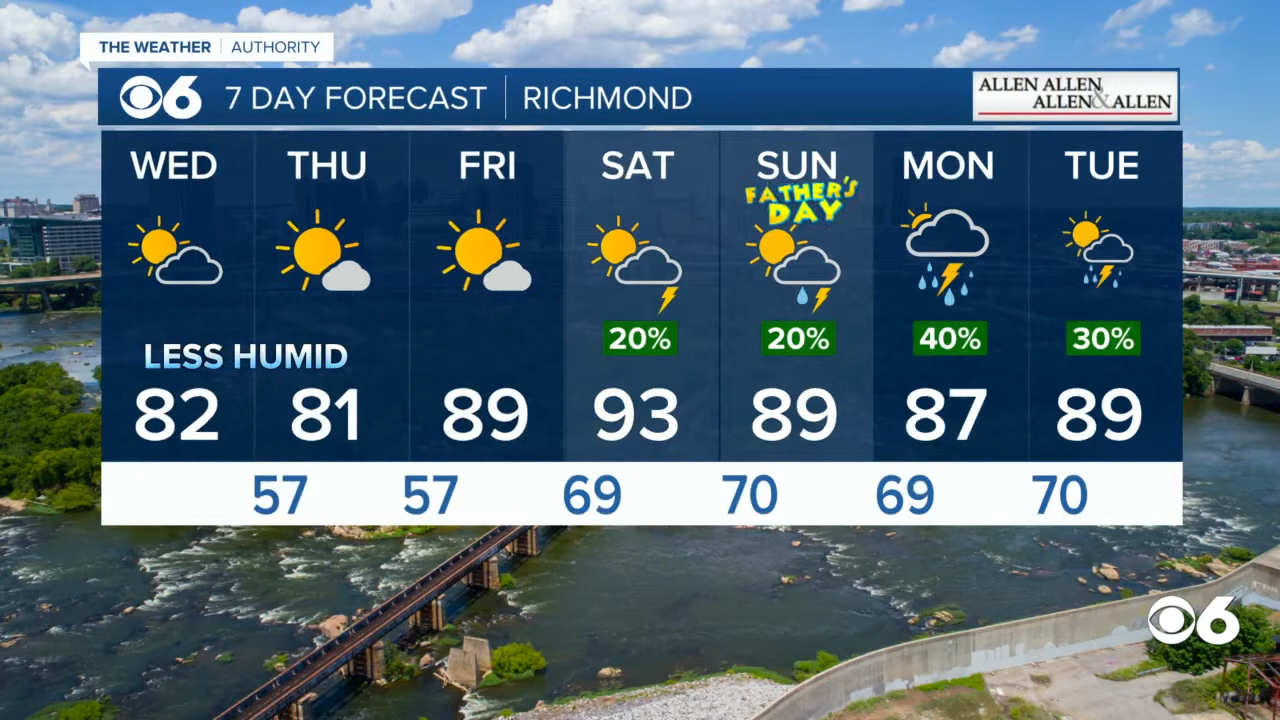 THE WEATHER | AUTHORITY
6 7 DAY FORECAST | RICHMOND
ALLEN ALLEN
ALLEN & ALLEN
WED THU FRI SAT SUN MON TUE
FATHER'S
DAY
20% 20% 40% 30%
LESS HUMID
82 81 89 93 89 87 89
57 57 69 70 69 70
6